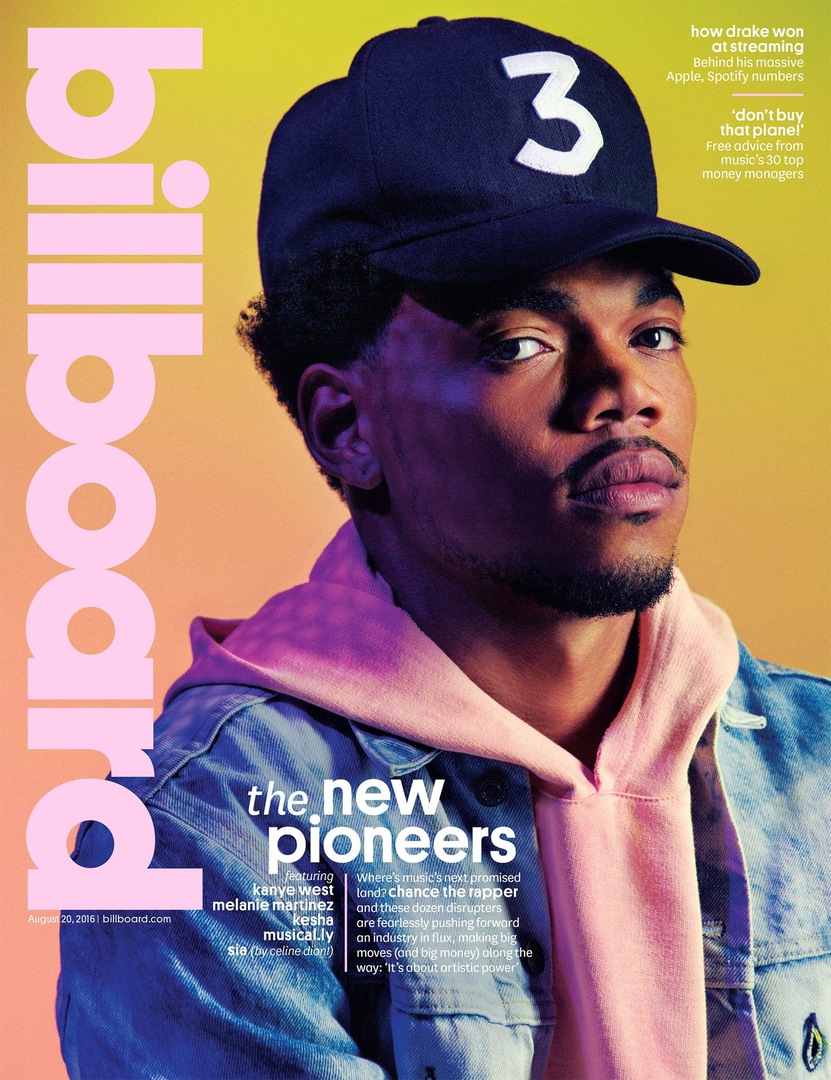 billboard
3
how drake won
at streaming
Behind his massive
Apple, Spotify numbers
'don't buy
that plane!'
Free advice from
music's 30 top
money managers
the new
pioneers
featuring
kanye west
melanie martinez
kesha
musical.ly
sia (by celine dion!)
Where's music's next promised
land? chance the rapper
and these dozen disrupters
are fearlessly pushing forward
an industry in flux, making big
moves (and big money) along the
way: 'It's about artistic power'
August 20, 2016 | billboard.com